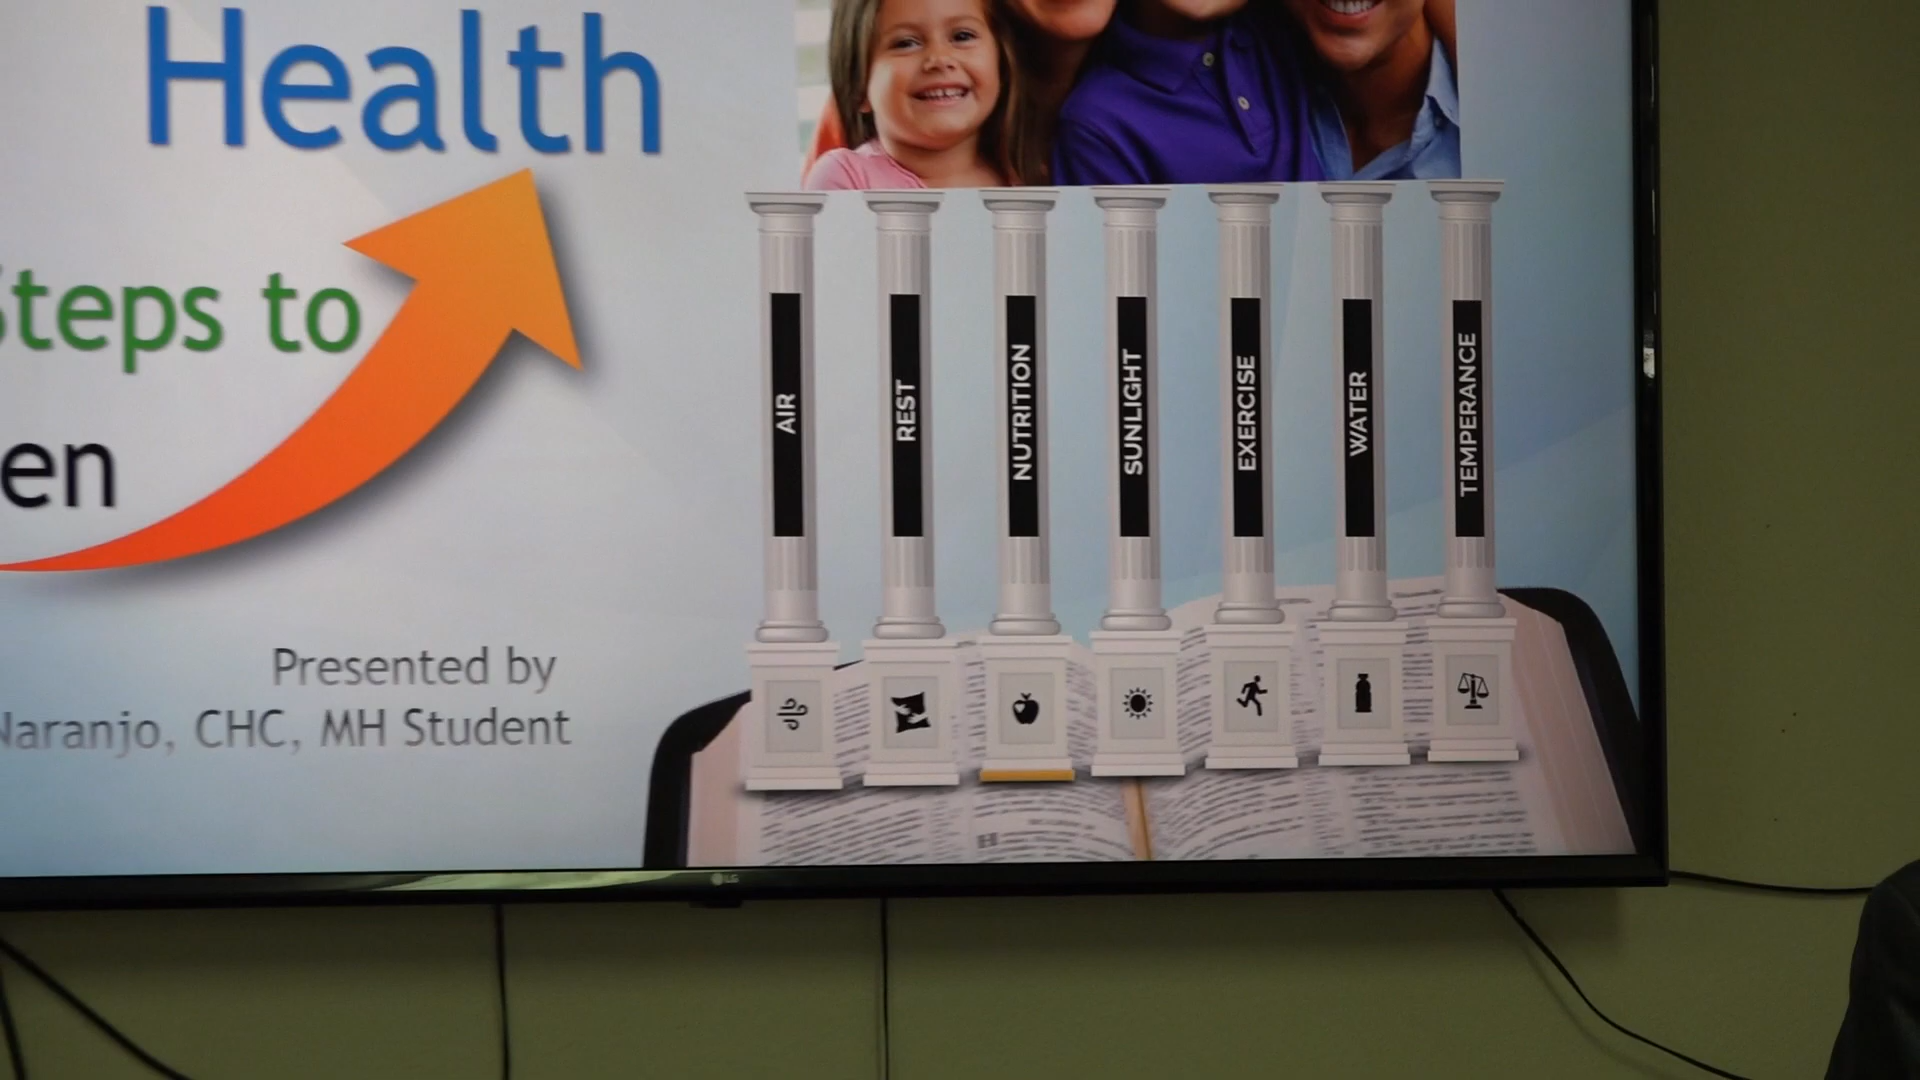 Health
Steps to
en
Presented by
Naranjo, CHC, MH Student
AIR
REST
NUTRITION
SUNLIGHT
EXERCISE
WATER
TEMPERANCE
LG